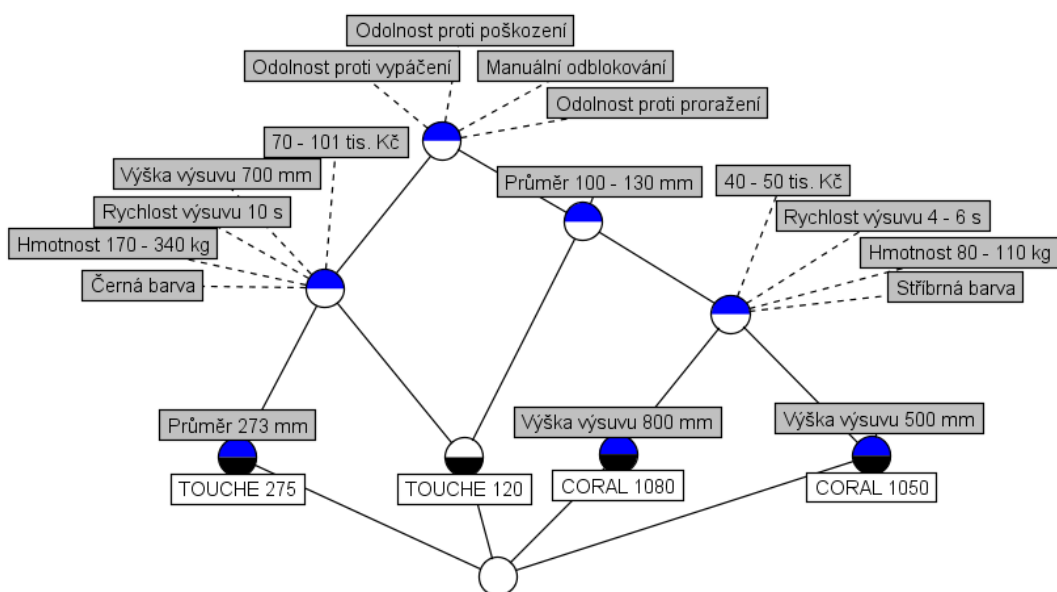 Odolnost proti poškození
Odolnost proti vypáčení
Manuální odblokování
Odolnost proti proražení
70 - 101 tis. Kč
Výška výsuvu 700 mm
Průměr 100 - 130 mm
40 - 50 tis. Kč
Rychlost výsuvu 10 s
Rychlost výsuvu 4 - 6 s
Hmotnost 170 - 340 kg
Hmotnost 80 - 110 kg
Černá barva
Stříbrná barva
Průměr 273 mm
Výška výsuvu 800 mm
Výška výsuvu 500 mm
TOUCHE 275
TOUCHE 120
CORAL 1080
CORAL 1050